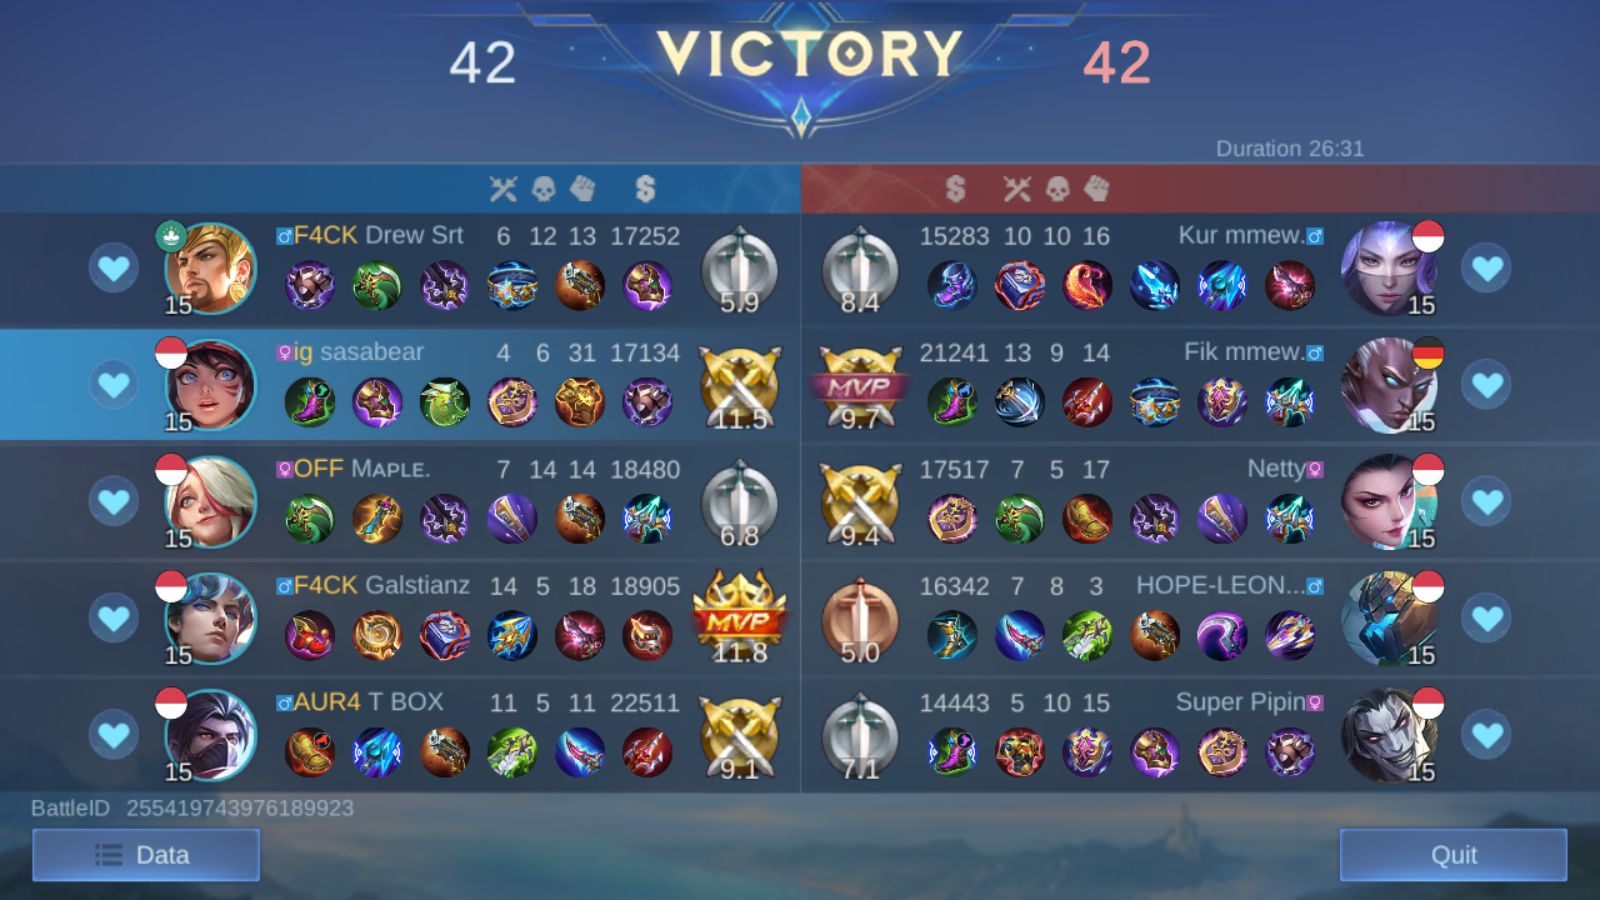 42 VICTORY 42
Duration 26:31
F4CK Drew Srt 6 12 13 17252 15 5.9
15283 10 10 16 Kur mmew. 8.4 15
ig sasabear 4 6 31 17134 15 11.5
21241 13 9 14 Fik mmew. MVP 9.7 15
OFF MAPLE. 7 14 14 18480 15 6.8
17517 7 5 17 Netty 9.4 15
F4CK Galstianz 14 5 18 18905 MVP 15 11.8
16342 7 8 3 HOPE-LEON... 5.0 15
AUR4 T BOX 11 5 11 22511 15 9.1
14443 5 10 15 Super Pipin 7.1 15
BattleID 255419743976189923
Data
Quit